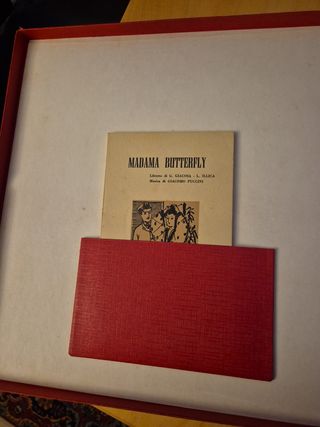 MADAMA BUTTERFLY
Libretto di G. GIACOSA - L. ILLICA
Musica di GIACOMO PUCCINI